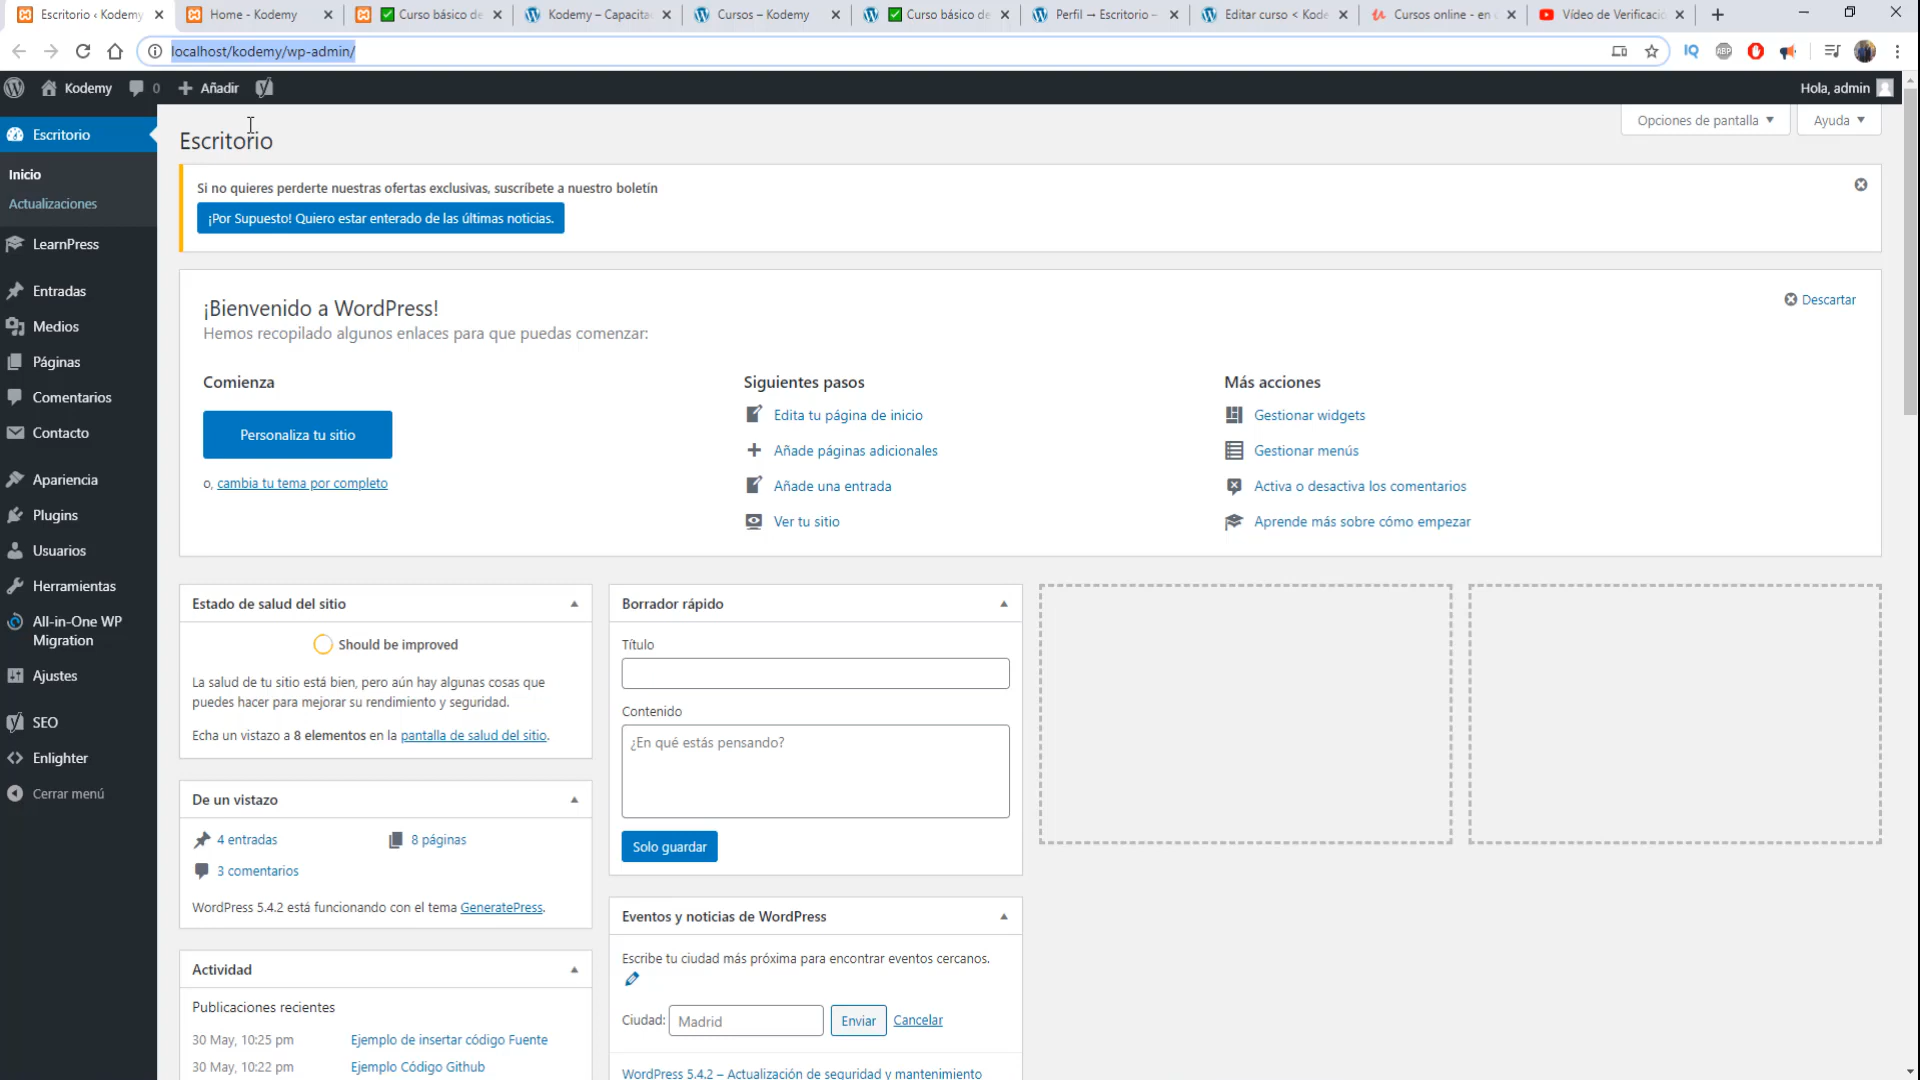 Escritorio ‹ Kodemy
Home - Kodemy
Curso básico de
Kodemy – Capacita
Cursos – Kodemy
Curso básico de
Perfil → Escritorio –
Editar curso < Kode
Cursos online - en
Vídeo de Verificaci
localhost/kodemy/wp-admin/
IQ
ABP
Kodemy
0
Añadir
Hola, admin
Escritorio
Inicio
Actualizaciones
LearnPress
Entradas
Medios
Páginas
Comentarios
Contacto
Apariencia
Plugins
Usuarios
Herramientas
All-in-One WP
Migration
Ajustes
SEO
Enlighter
Cerrar menú
Escritorio
Opciones de pantalla
Ayuda
Si no quieres perderte nuestras ofertas exclusivas, suscríbete a nuestro boletín
¡Por Supuesto! Quiero estar enterado de las últimas noticias.
¡Bienvenido a WordPress!
Descartar
Hemos recopilado algunos enlaces para que puedas comenzar:
Comienza
Personaliza tu sitio
o, cambia tu tema por completo
Siguientes pasos
Edita tu página de inicio
Añade páginas adicionales
Añade una entrada
Ver tu sitio
Más acciones
Gestionar widgets
Gestionar menús
Activa o desactiva los comentarios
Aprende más sobre cómo empezar
Estado de salud del sitio
Should be improved
La salud de tu sitio está bien, pero aún hay algunas cosas que
puedes hacer para mejorar su rendimiento y seguridad.
Echa un vistazo a 8 elementos en la pantalla de salud del sitio.
De un vistazo
4 entradas
8 páginas
3 comentarios
WordPress 5.4.2 está funcionando con el tema GeneratePress.
Actividad
Publicaciones recientes
30 May, 10:25 pm
Ejemplo de insertar código Fuente
30 May, 10:22 pm
Ejemplo Código Github
Borrador rápido
Título
Contenido
¿En qué estás pensando?
Solo guardar
Eventos y noticias de WordPress
Escribe tu ciudad más próxima para encontrar eventos cercanos.
Ciudad:
Madrid
Enviar
Cancelar
WordPress 5.4.2 – Actualización de seguridad y mantenimiento